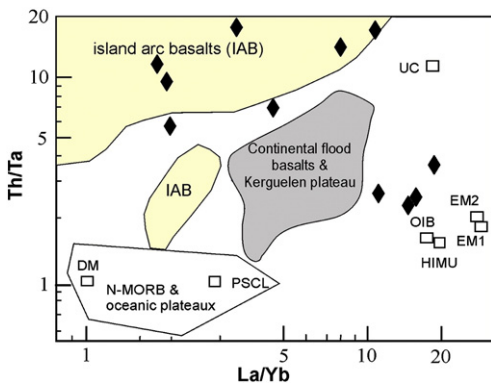 20
island arc basalts (IAB)
UC
10
Th/Ta
5
Continental flood
basalts &
Kerguelen plateau
IAB
EM2
OIB
EM1
HIMU
DM
N-MORB &
oceanic plateaux
PSCL
1
1
5
10
20
La/Yb